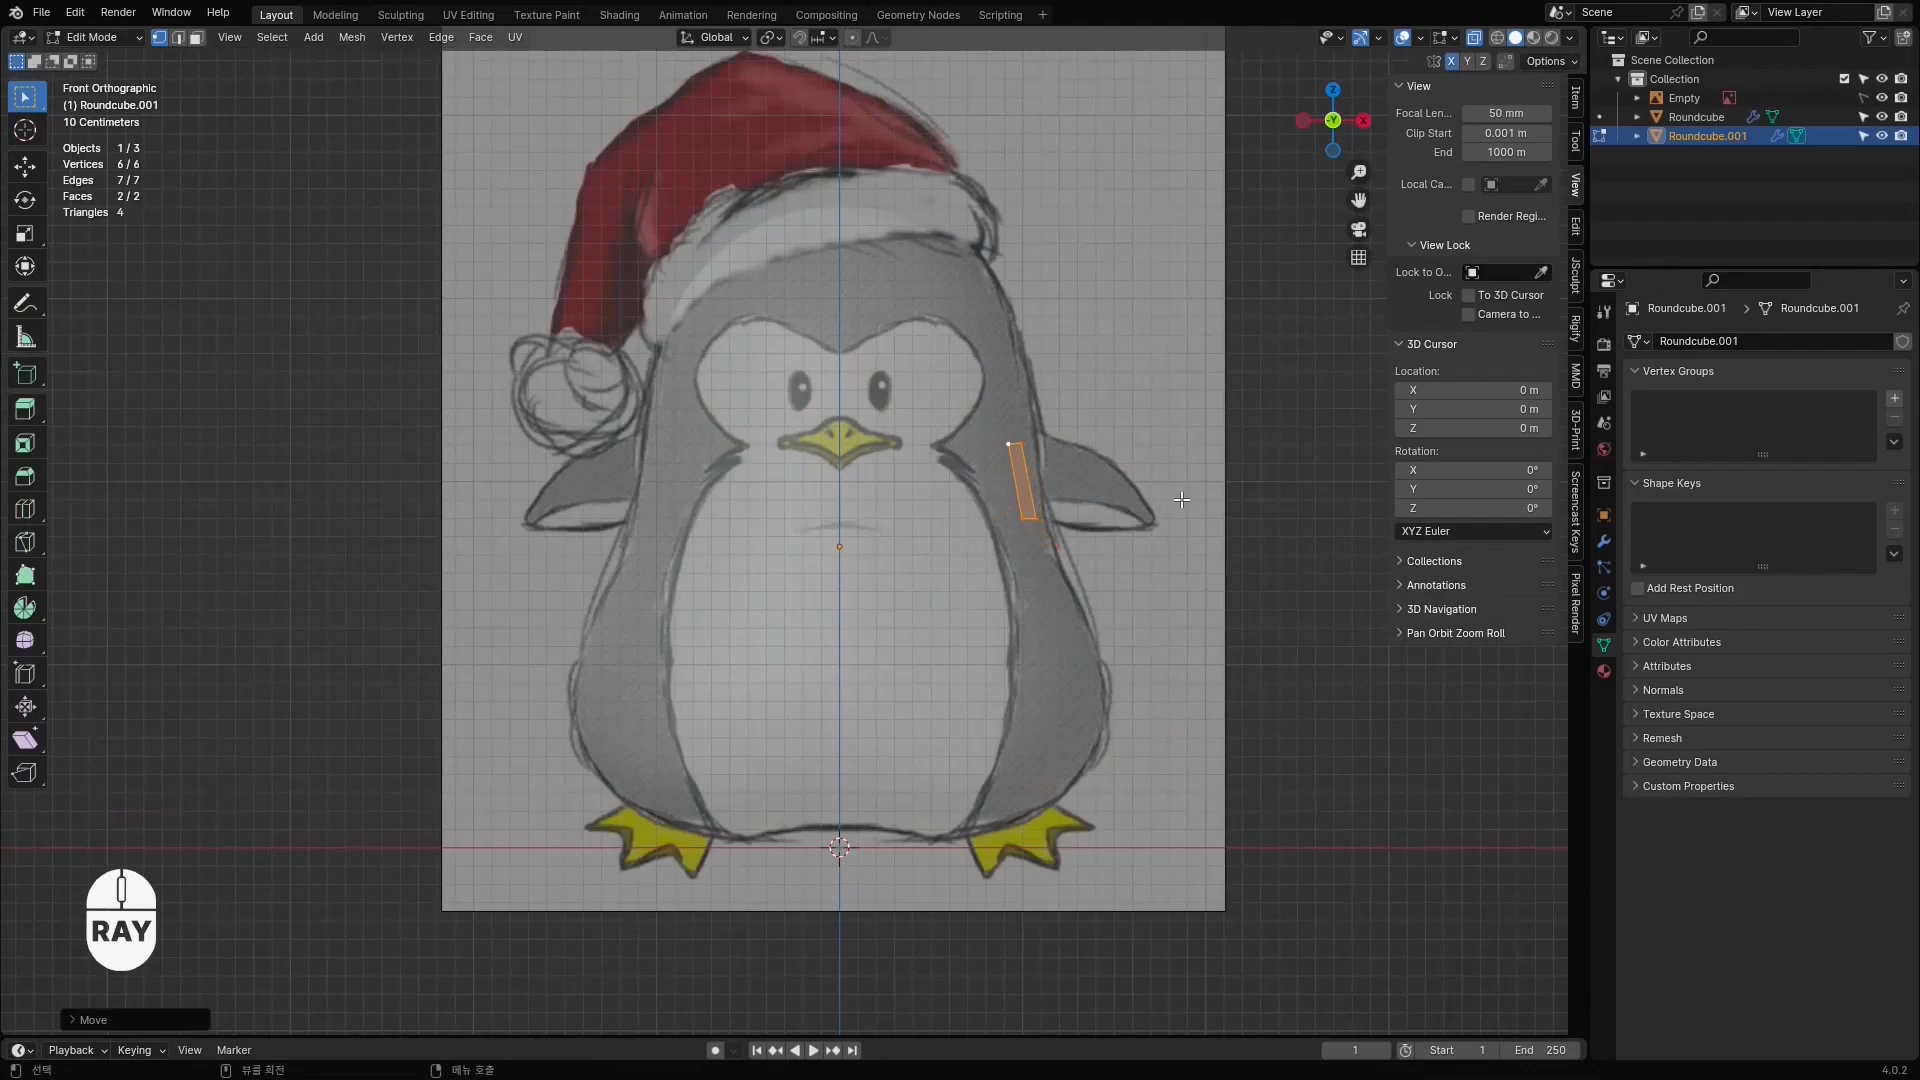 File Edit Render Window Help Layout Modeling Sculpting UV Editing Texture Paint Shading Animation Rendering Compositing Geometry Nodes Scripting Scene View Layer
Edit Mode View Select Add Mesh Vertex Edge Face UV Global
X Y Z Options
Front Orthographic
(1) Roundcube.001
10 Centimeters
Objects 1 / 3
Vertices 6 / 6
Edges 7 / 7
Faces 2 / 2
Triangles 4
Z
-Y
X
View
Focal Len... 50 mm
Clip Start 0.001 m
End 1000 m
Local Ca...
Render Regi...
View Lock
Lock to O...
Lock To 3D Cursor
Camera to ...
3D Cursor
Location:
X 0 m
Y 0 m
Z 0 m
Rotation:
X 0°
Y 0°
Z 0°
XYZ Euler
Collections
Annotations
3D Navigation
Pan Orbit Zoom Roll
Item
Tool
View
Edit
JSculpt
Rigify
MMD
3D-Print
Screencast Keys
Pixel Render
Scene Collection
Collection
Empty
Roundcube
Roundcube.001
Roundcube.001 Roundcube.001
Roundcube.001
Vertex Groups
Shape Keys
Add Rest Position
UV Maps
Color Attributes
Attributes
Normals
Texture Space
Remesh
Geometry Data
Custom Properties
RAY
Move
Playback Keying View Marker 1 Start 1 End 250
선택 뷰를 회전 메뉴 호출 4.0.2